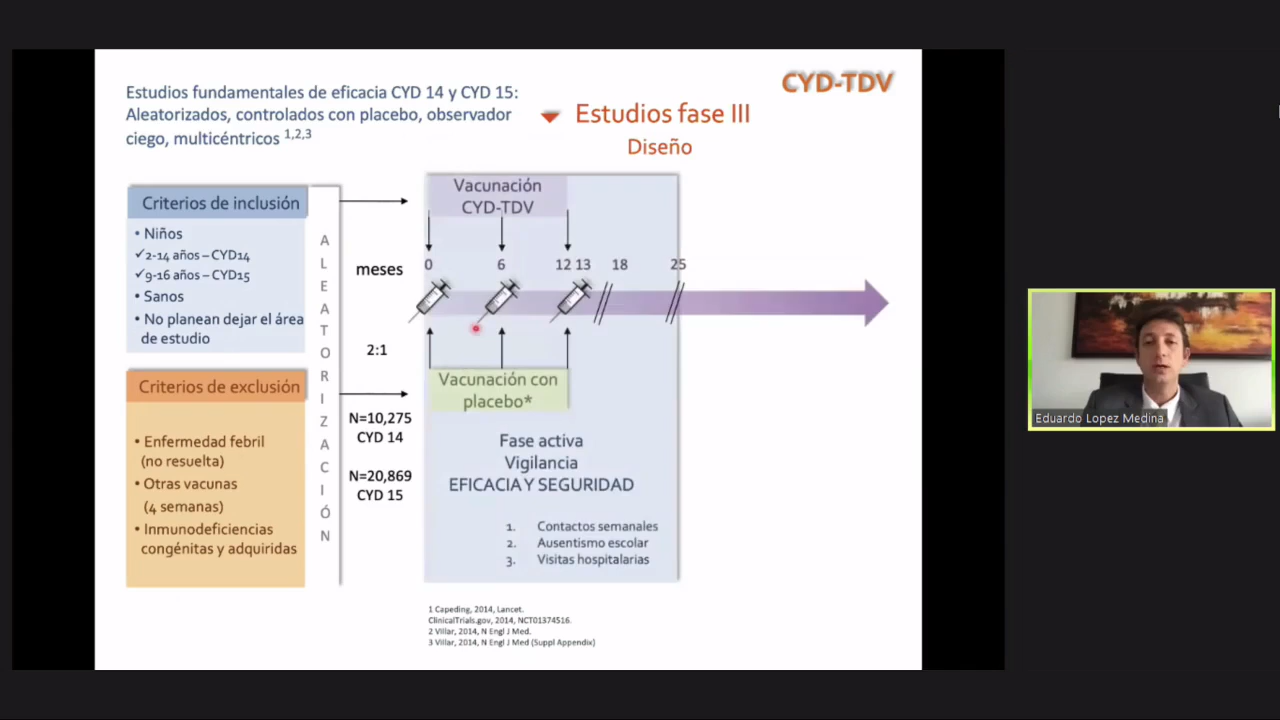 CYD-TDV
Estudios fundamentales de eficacia CYD 14 y CYD 15:
Aleatorizados, controlados con placebo, observador
ciego, multicéntricos 1,2,3
Estudios fase III
Diseño
Criterios de inclusión
• Niños
✓2-14 años – CYD14
✓9-16 años – CYD15
• Sanos
• No planean dejar el área
de estudio
Criterios de exclusión
• Enfermedad febril
(no resuelta)
• Otras vacunas
(4 semanas)
• Inmunodeficiencias
congénitas y adquiridas
ALEATORIZACIÓN
meses
2:1
N=10,275
CYD 14
N=20,869
CYD 15
Vacunación
CYD-TDV
0 6 12 13 18 25
Vacunación con
placebo*
Fase activa
Vigilancia
EFICACIA Y SEGURIDAD
1. Contactos semanales
2. Ausentismo escolar
3. Visitas hospitalarias
1 Capeding, 2014, Lancet.
ClinicalTrials.gov, 2014, NCT01374516.
2 Villar, 2014, N Engl J Med.
3 Villar, 2014, N Engl J Med (Suppl Appendix)
Eduardo Lopez Medina